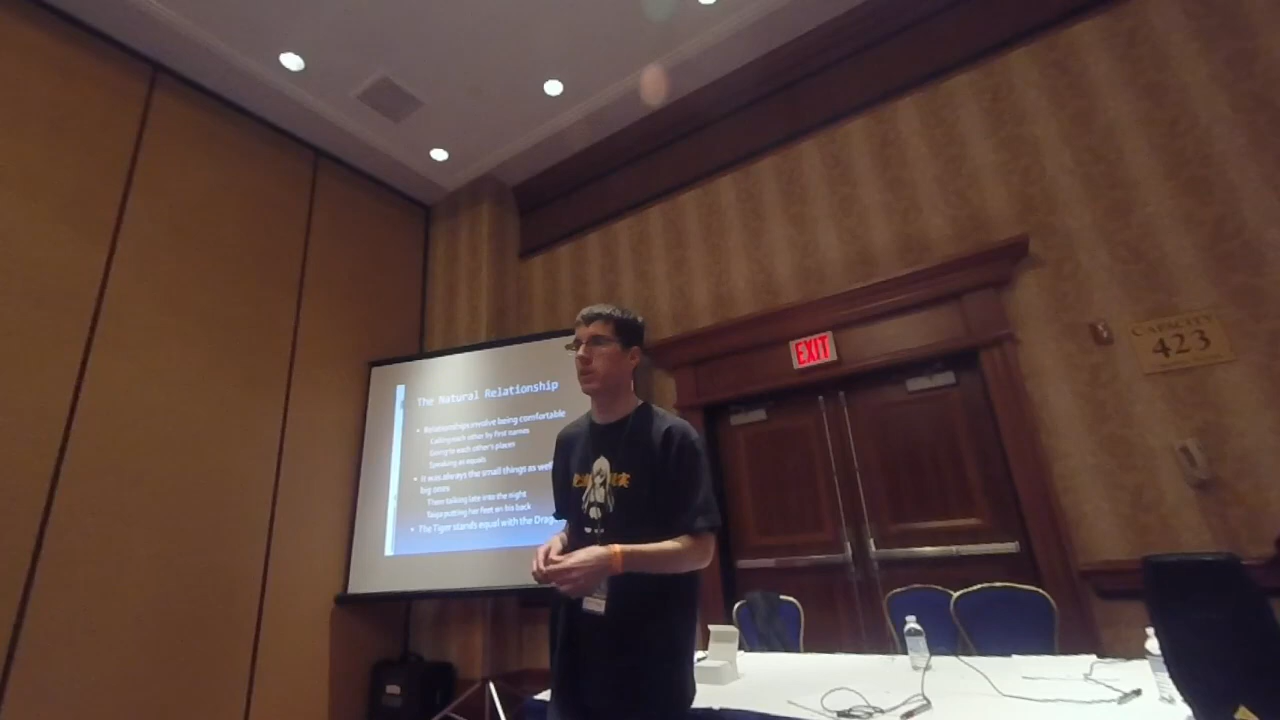 The Natural Relationship
• Relationships involve being comfortable
Calling each other by first names
Going to each other's places
Speaking as equals
• It was always the small things as well
big ones
Them talking late into the night
Taiga putting her feet on his back
• The Tiger stands equal with the Drag
EXIT
CAPACITY
423